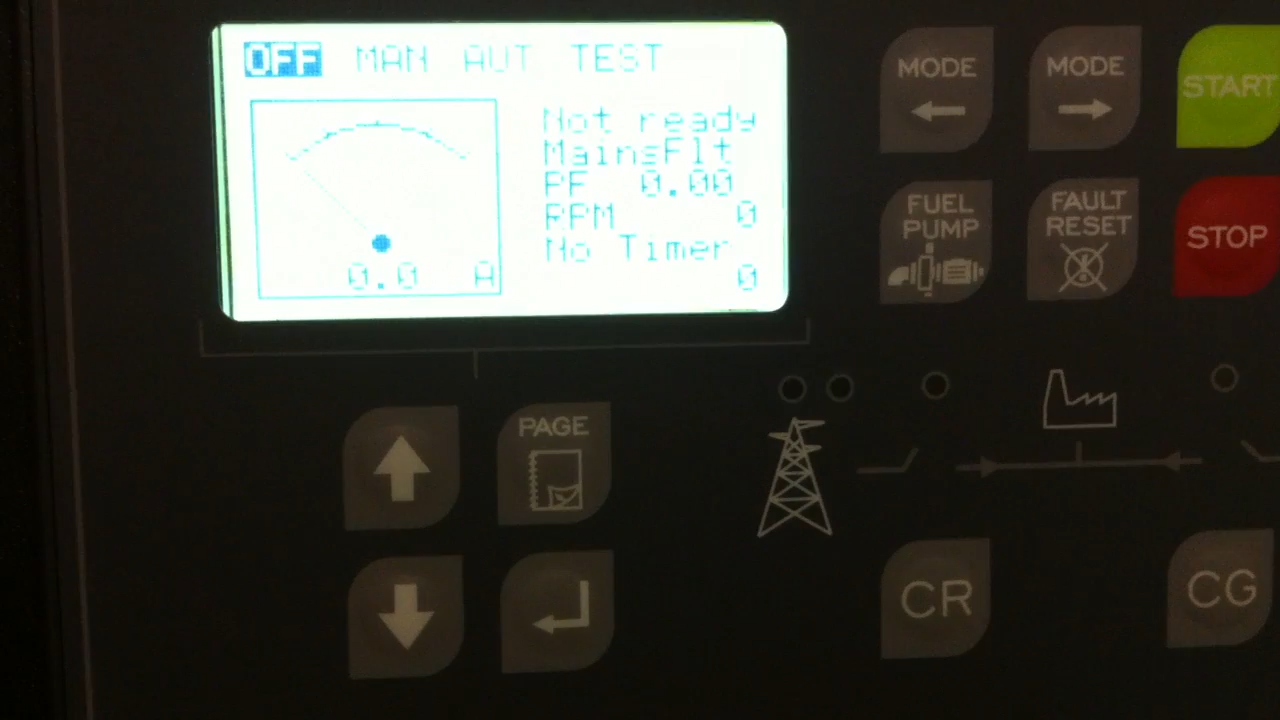 OFF MAN AUT TEST
Not ready
MainsFlt
PF 0.00
RPM 0
No Timer
0
0.0 A
MODE
MODE
START
FUEL
PUMP
FAULT
RESET
STOP
PAGE
CR
CG